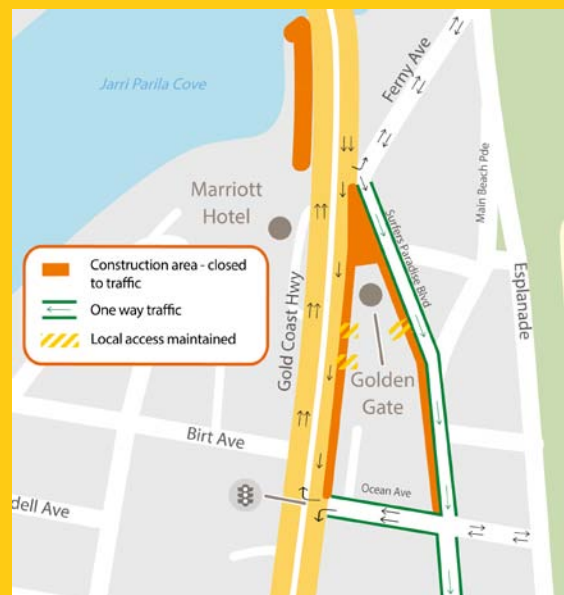 Jarri Parila Cove
Ferny Ave
Main Beach Pde
Marriott
Hotel
Surfers Paradise Blvd
Esplanade
Construction area - closed
to traffic
One way traffic
Local access maintained
Gold Coast Hwy
Golden
Gate
Birt Ave
Ocean Ave
dell Ave